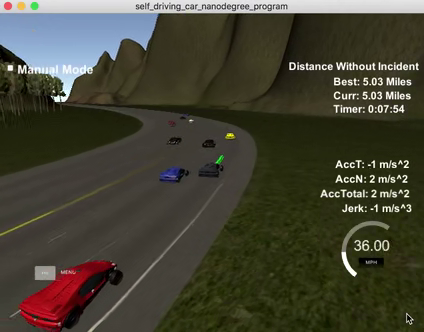 self_driving_car_nanodegree_program
Manual Mode
Distance Without Incident
Best: 5.03 Miles
Curr: 5.03 Miles
Timer: 0:07:54
AccT: -1 m/s^2
AccN: 2 m/s^2
AccTotal: 2 m/s^2
Jerk: -1 m/s^3
36.00
MPH
MENU